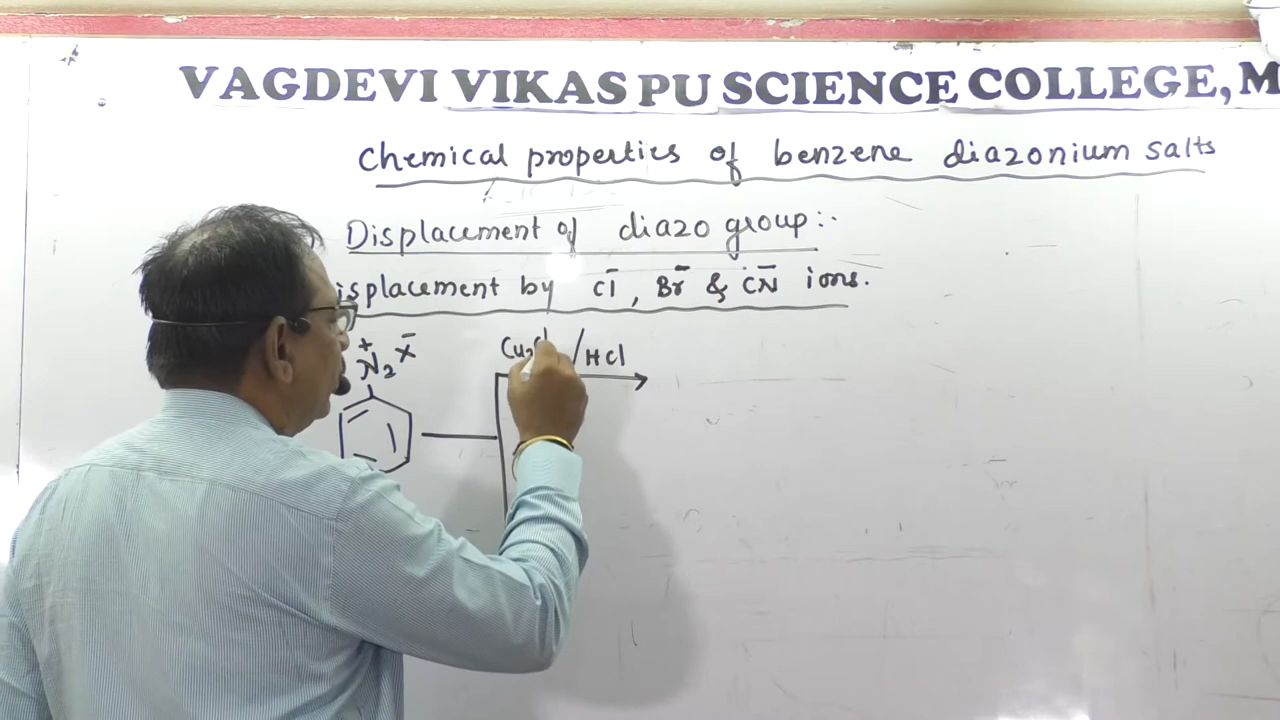 VAGDEVI VIKAS PU SCIENCE COLLEGE, M
Chemical properties of benzene diazonium salts
Displacement of diazo group:-
isplacement by Cl̄, Br̄ & CN̄ ions.
Cu₂Cl /HCl
N₂⁺X⁻